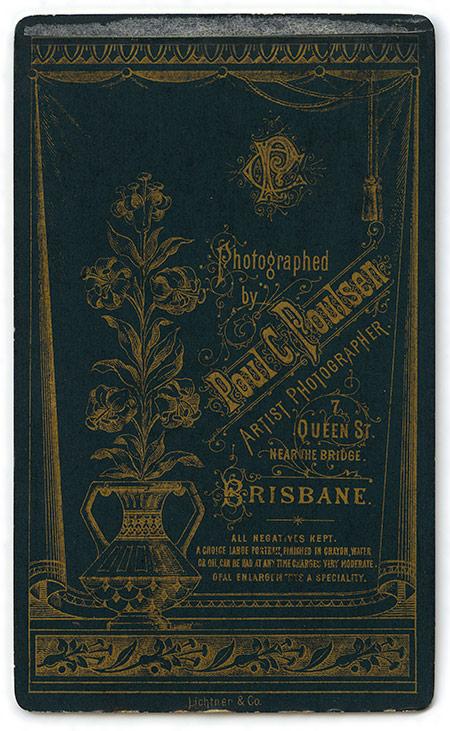 PCP
Photographed
by
Poul C. Poulsen
ARTIST PHOTOGRAPHER.
7,
QUEEN ST.
NEAR THE BRIDGE.
BRISBANE.
ALL NEGATIVES KEPT.
A CHOICE LARGE PORTRAIT, FINISHED IN CRAYON, WATER
OR OIL, CAN BE HAD AT ANY TIME CHARGES VERY MODERATE.
OPAL ENLARGEMENTS A SPECIALITY.
Lichtner & Co.